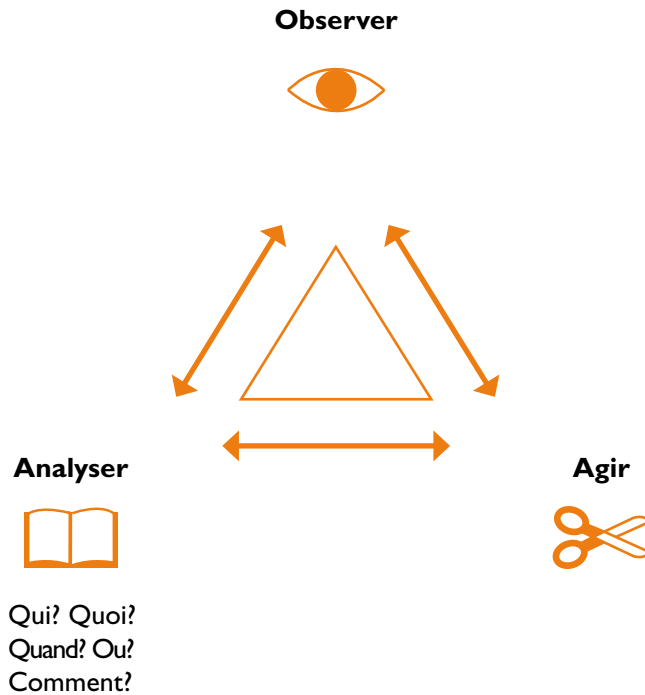 Observer
Analyser
Agir
Qui? Quoi?
Quand? Ou?
Comment?